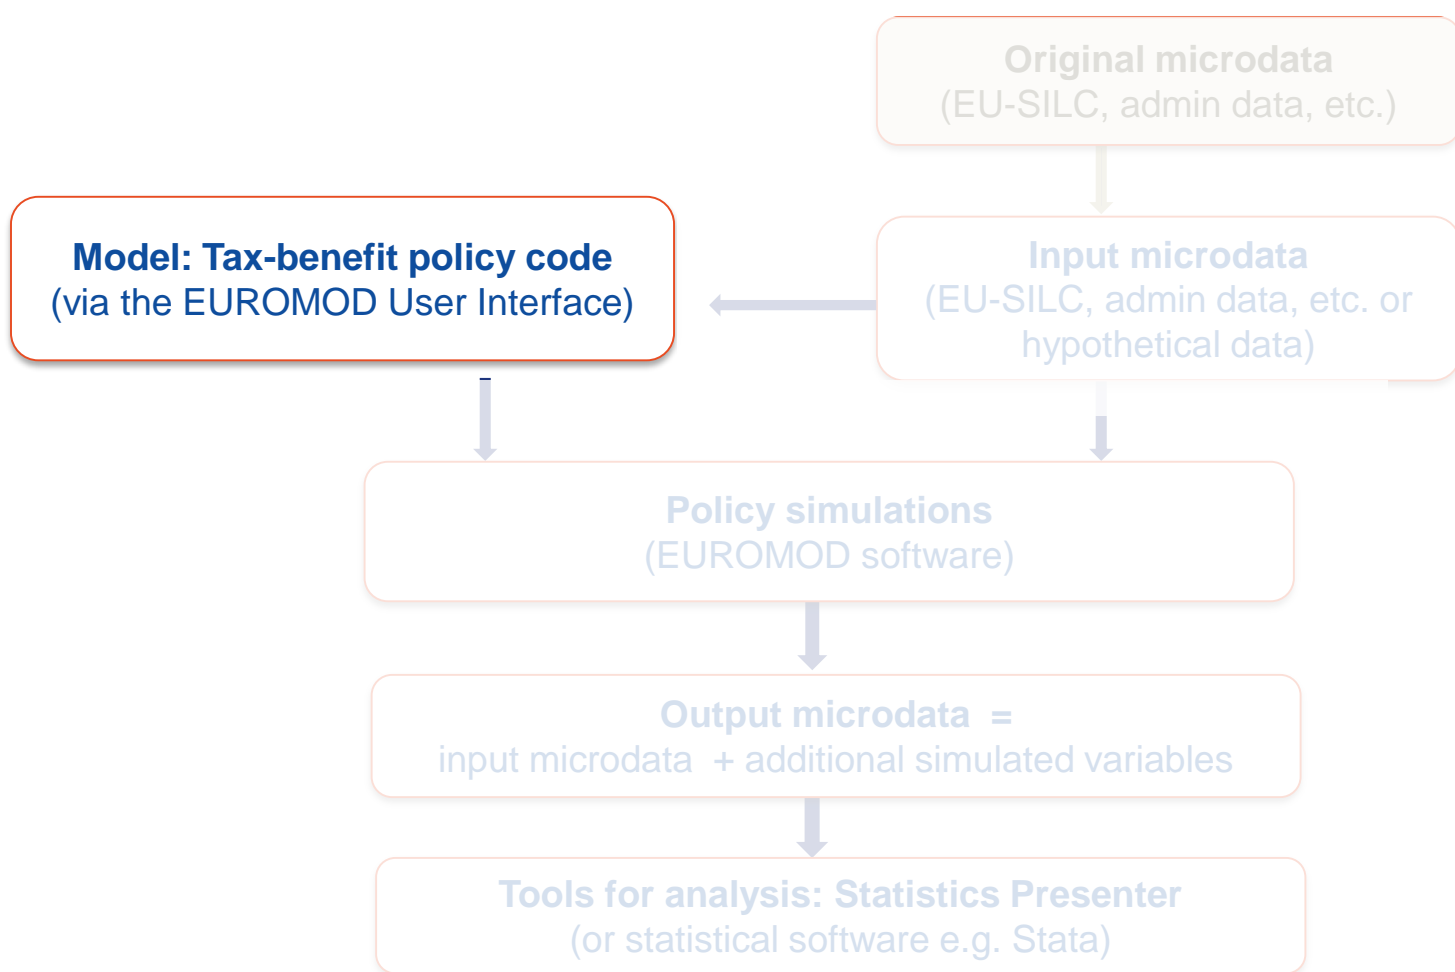 Original microdata
(EU-SILC, admin data, etc.)
Model: Tax-benefit policy code
(via the EUROMOD User Interface)
Input microdata
(EU-SILC, admin data, etc. or
hypothetical data)
Policy simulations
(EUROMOD software)
Output microdata =
input microdata + additional simulated variables
Tools for analysis: Statistics Presenter
(or statistical software e.g. Stata)